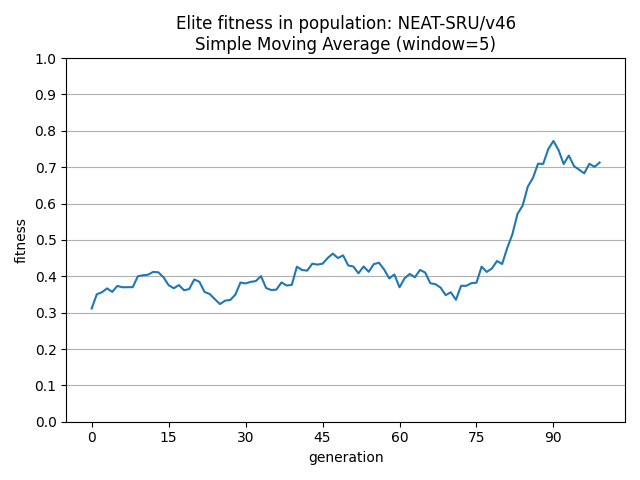 Elite fitness in population: NEAT-SRU/v46
Simple Moving Average (window=5)
1.0
0.9
0.8
0.7
0.6
0.5
0.4
0.3
0.2
0.1
0.0
fitness
0 15 30 45 60 75 90
generation